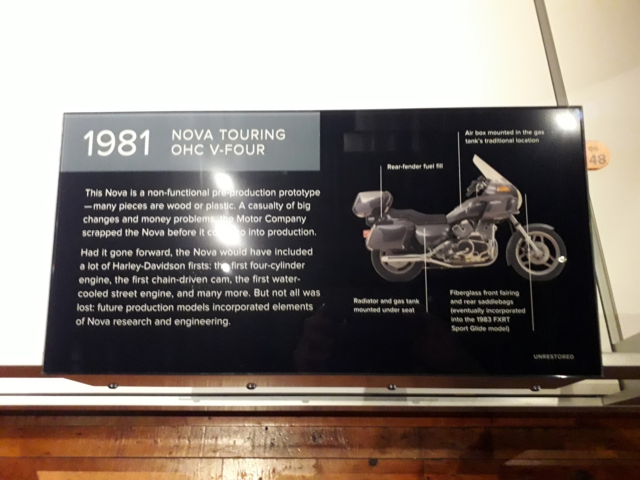 1981
NOVA TOURING
OHC V-FOUR
This Nova is a non-functional pre-production prototype
—many pieces are wood or plastic. A casualty of big
changes and money problems, the Motor Company
scrapped the Nova before it could go into production.
Had it gone forward, the Nova would have included
a lot of Harley-Davidson firsts: the first four-cylinder
engine, the first chain-driven cam, the first water-
cooled street engine, and many more. But not all was
lost: future production models incorporated elements
of Nova research and engineering.
Air box mounted in the gas
tank's traditional location
Rear-fender fuel fill
Radiator and gas tank
mounted under seat
Fiberglass front fairing
and rear saddlebags
(eventually incorporated
into the 1983 FXRT
Sport Glide model)
UNRESTORED
48